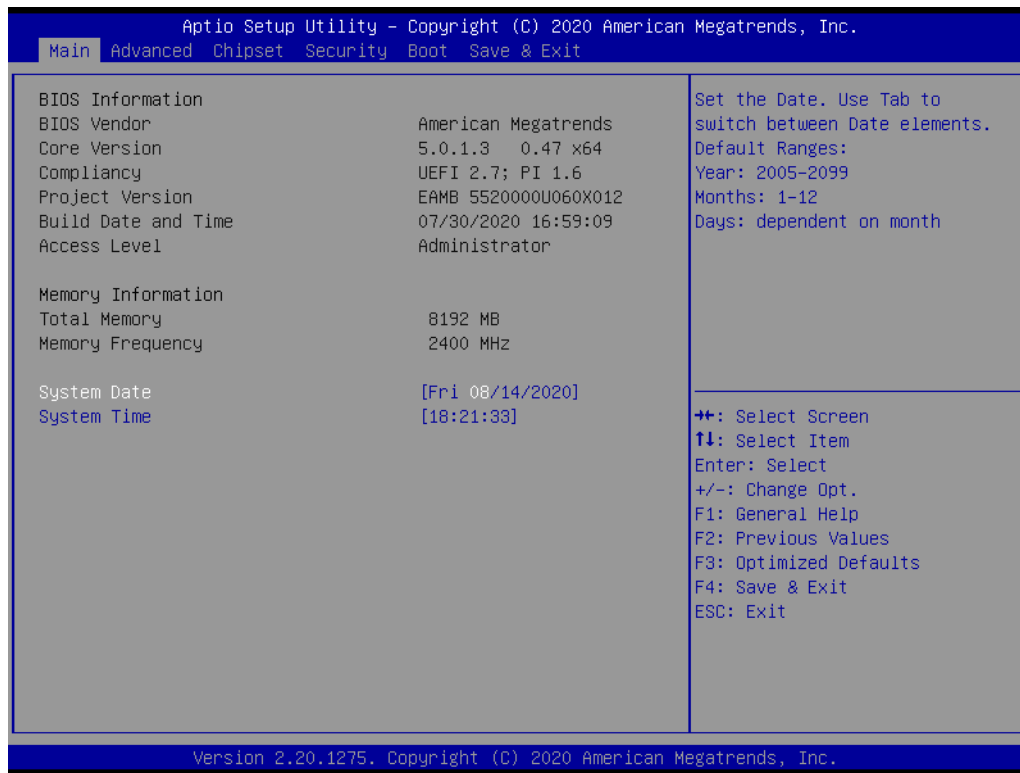 Aptio Setup Utility – Copyright (C) 2020 American Megatrends, Inc.
Main Advanced Chipset Security Boot Save & Exit
BIOS Information
BIOS Vendor American Megatrends
Core Version 5.0.1.3 0.47 x64
Compliancy UEFI 2.7; PI 1.6
Project Version EAMB 5520000U060X012
Build Date and Time 07/30/2020 16:59:09
Access Level Administrator
Memory Information
Total Memory 8192 MB
Memory Frequency 2400 MHz
System Date [Fri 08/14/2020]
System Time [18:21:33]
Set the Date. Use Tab to
switch between Date elements.
Default Ranges:
Year: 2005-2099
Months: 1-12
Days: dependent on month
→←: Select Screen
↑↓: Select Item
Enter: Select
+/-: Change Opt.
F1: General Help
F2: Previous Values
F3: Optimized Defaults
F4: Save & Exit
ESC: Exit
Version 2.20.1275. Copyright (C) 2020 American Megatrends, Inc.